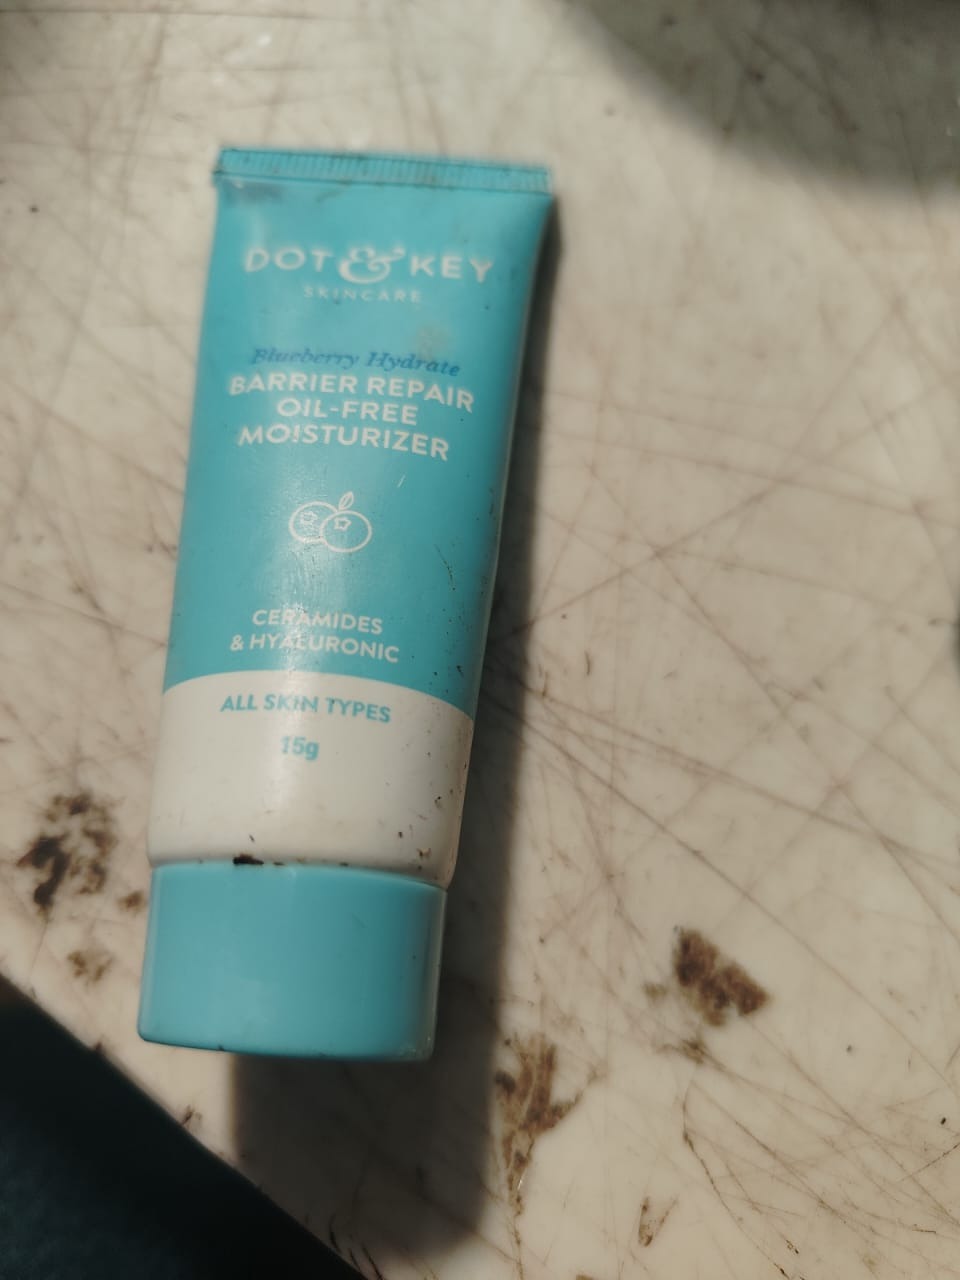 DOT & KEY
SKINCARE
Blueberry Hydrate
BARRIER REPAIR
OIL-FREE
MOISTURIZER
CERAMIDES
& HYALURONIC
ALL SKIN TYPES
15g